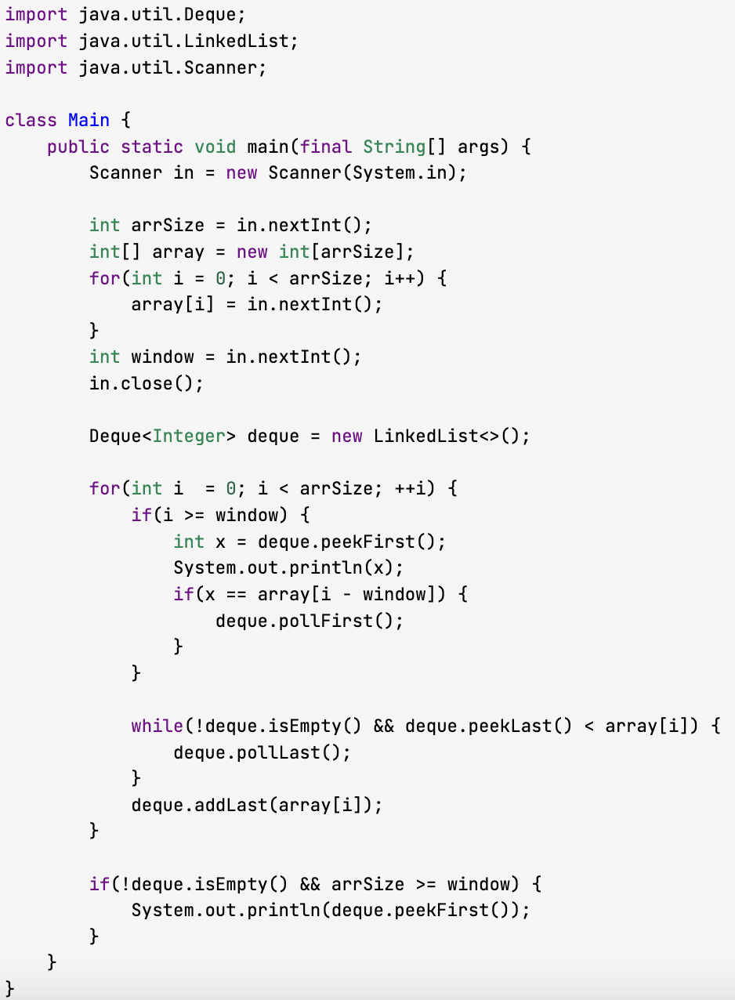 import java.util.Deque;
import java.util.LinkedList;
import java.util.Scanner;

class Main {
    public static void main(final String[] args) {
        Scanner in = new Scanner(System.in);

        int arrSize = in.nextInt();
        int[] array = new int[arrSize];
        for(int i = 0; i < arrSize; i++) {
            array[i] = in.nextInt();
        }
        int window = in.nextInt();
        in.close();

        Deque<Integer> deque = new LinkedList<>();

        for(int i  = 0; i < arrSize; ++i) {
            if(i >= window) {
                int x = deque.peekFirst();
                System.out.println(x);
                if(x == array[i - window]) {
                    deque.pollFirst();
                }
            }

            while(!deque.isEmpty() && deque.peekLast() < array[i]) {
                deque.pollLast();
            }
            deque.addLast(array[i]);
        }

        if(!deque.isEmpty() && arrSize >= window) {
            System.out.println(deque.peekFirst());
        }
    }
}